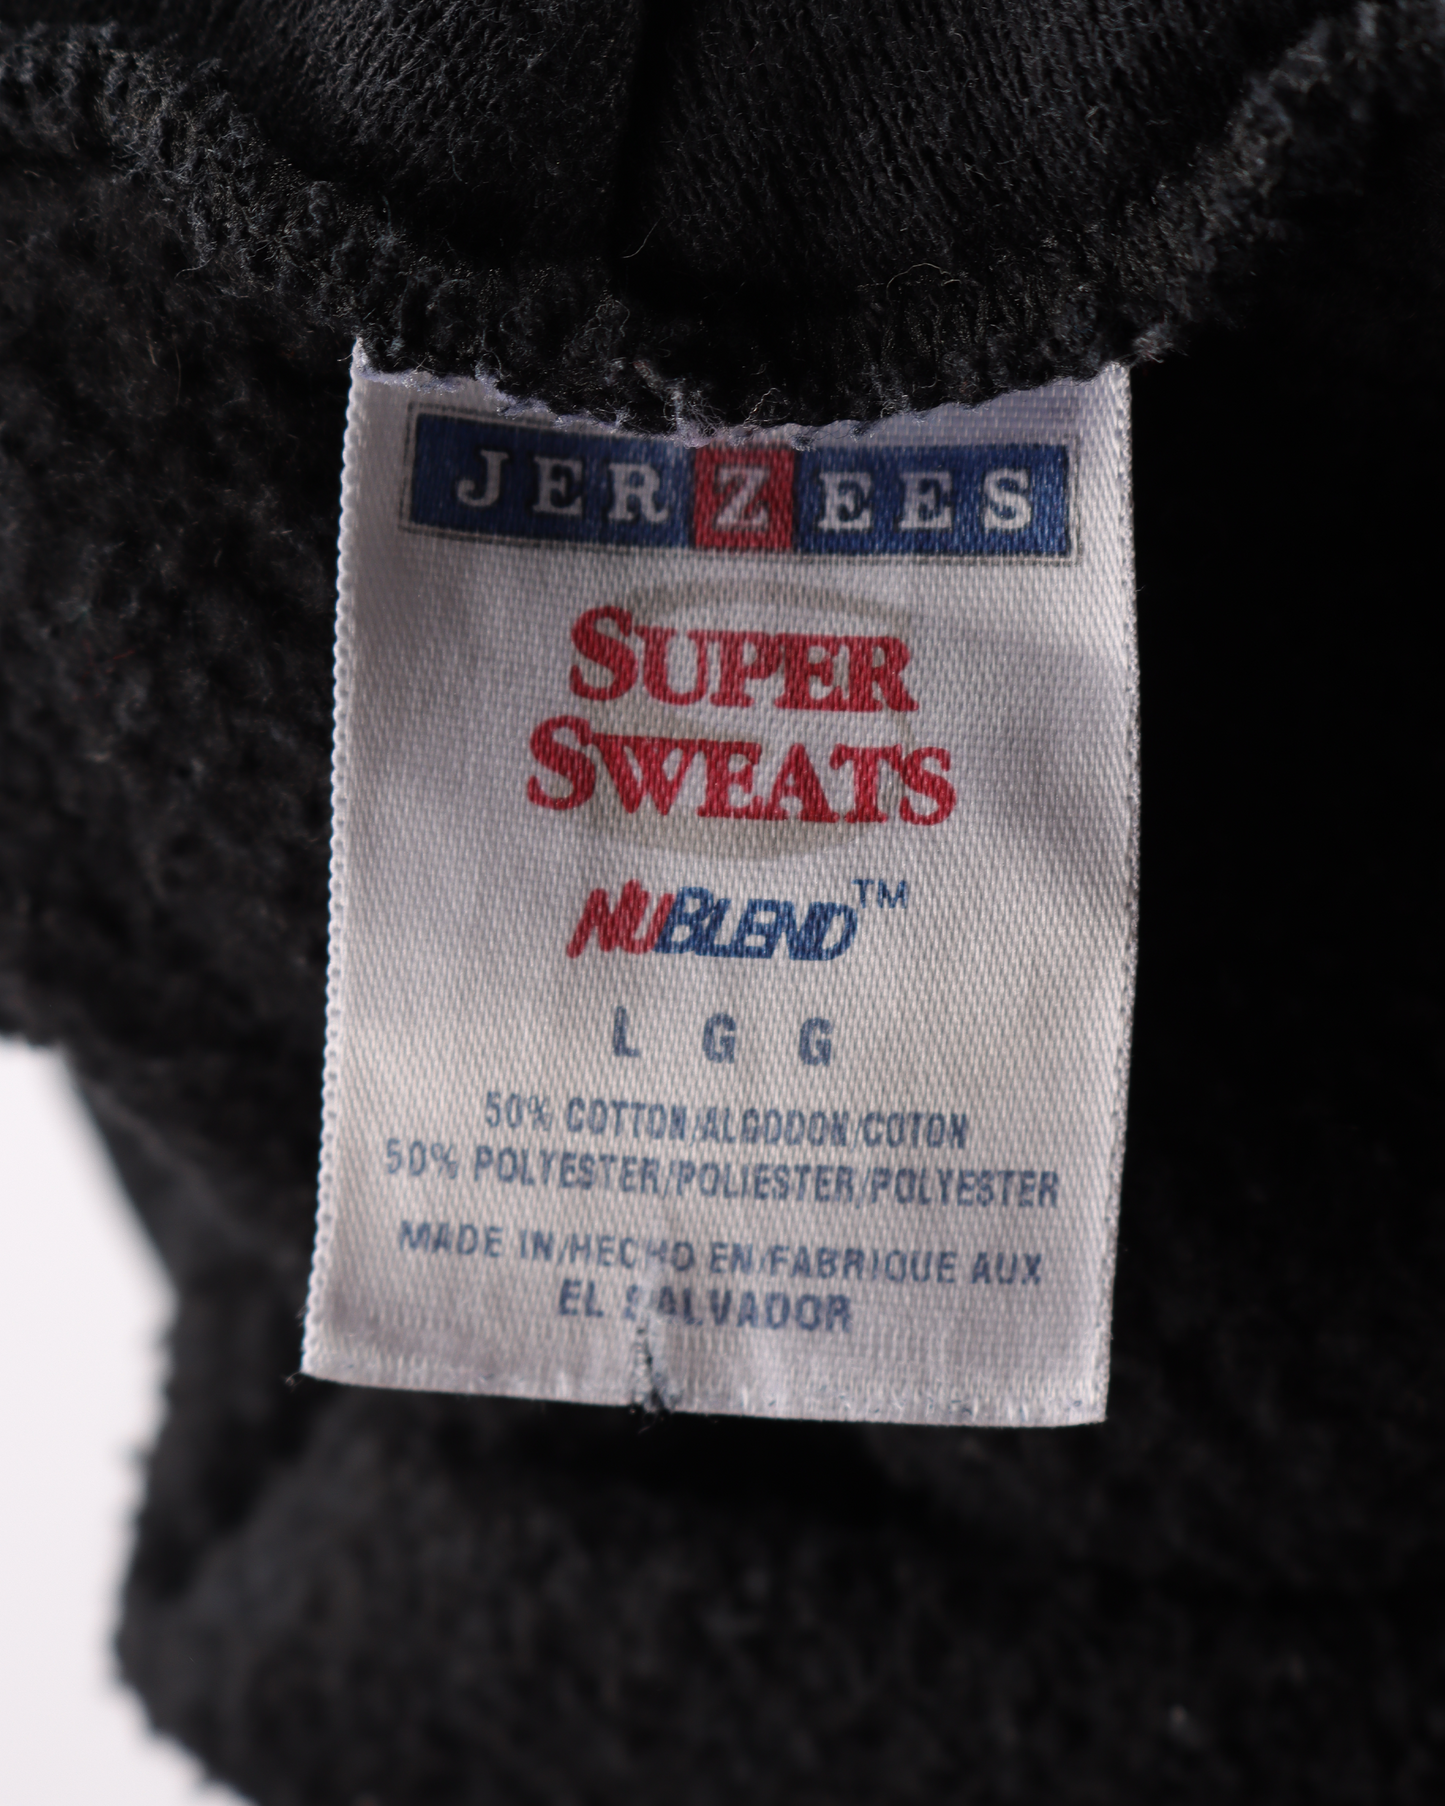 JERZEES
SUPER
SWEATS
NUBLEND™
L G G
50% COTTON/ALGODON/COTON
50% POLYESTER/POLIESTER/POLYESTER
MADE IN/HECHO EN/FABRIQUE AUX
EL SALVADOR